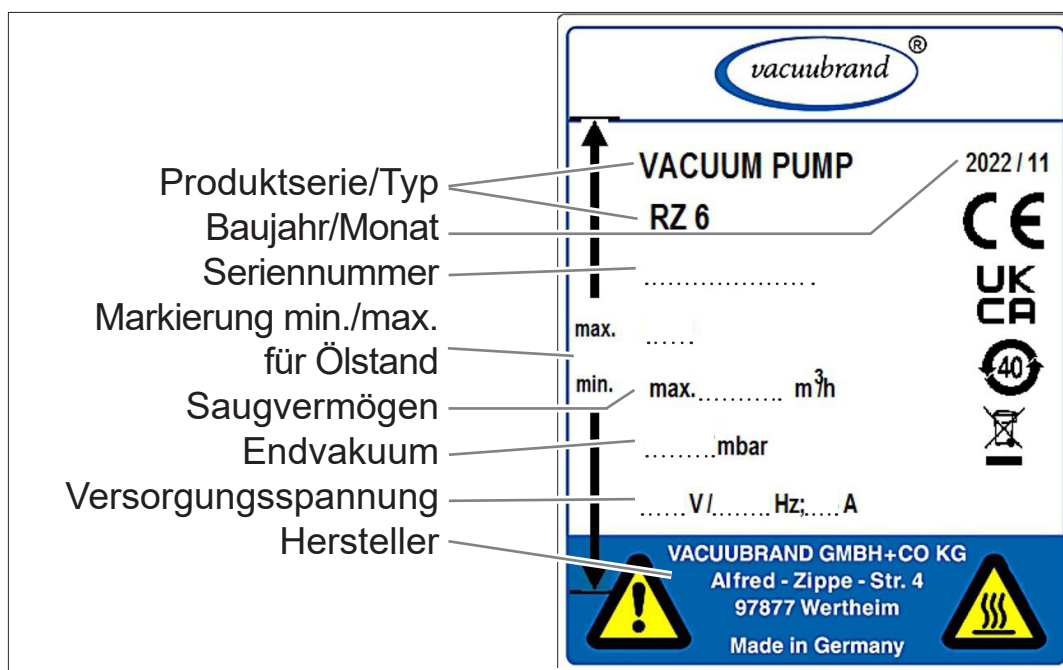 vacuubrand ®
Produktserie/Typ
Baujahr/Monat
Seriennummer
Markierung min./max.
für Ölstand
Saugvermögen
Endvakuum
Versorgungsspannung
Hersteller
VACUUM PUMP
2022 / 11
RZ 6
CE
UK
CA
....................
max. .....
40
min.
max........... m³/h
........mbar
.....V /....... Hz;.....A
VACUUBRAND GMBH+CO KG
Alfred - Zippe - Str. 4
97877 Wertheim
Made in Germany